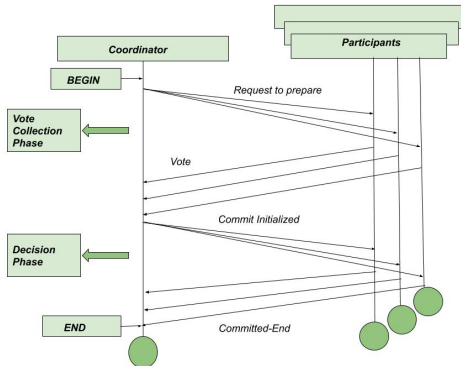 Coordinator
Participants
BEGIN
Request to prepare
Vote
Collection
Phase
Vote
Commit Initialized
Decision
Phase
END
Committed-End